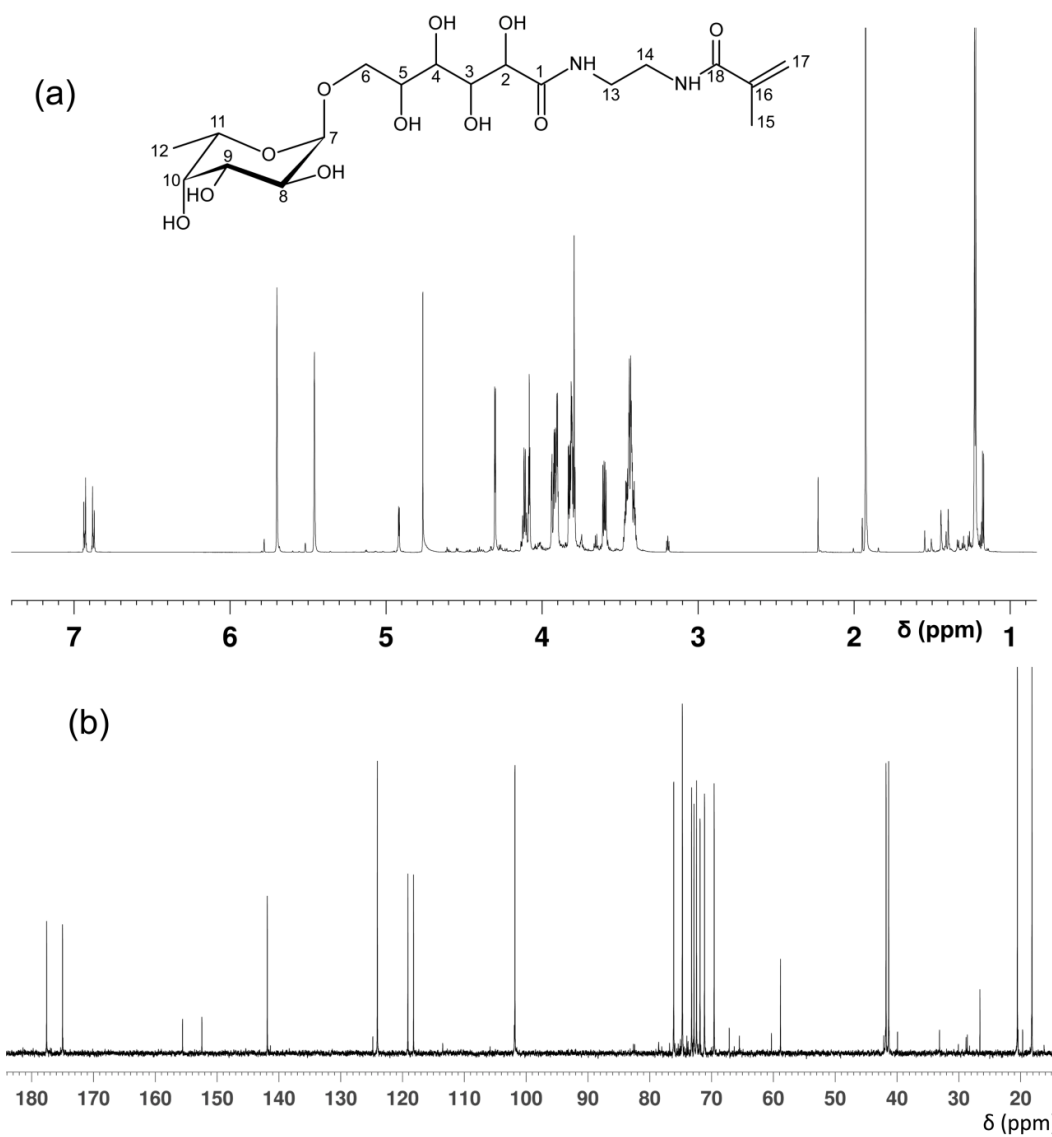 (a)
OH OH O
14 17
6 5 4 3 2 1 NH 13 NH 18 16
O OH OH OH O 15
11 7
12 O
9 OH
10 HO 8
OH
HO
7 6 5 4 3 2 δ (ppm) 1
(b)
180 170 160 150 140 130 120 110 100 90 80 70 60 50 40 30 20
δ (ppm)